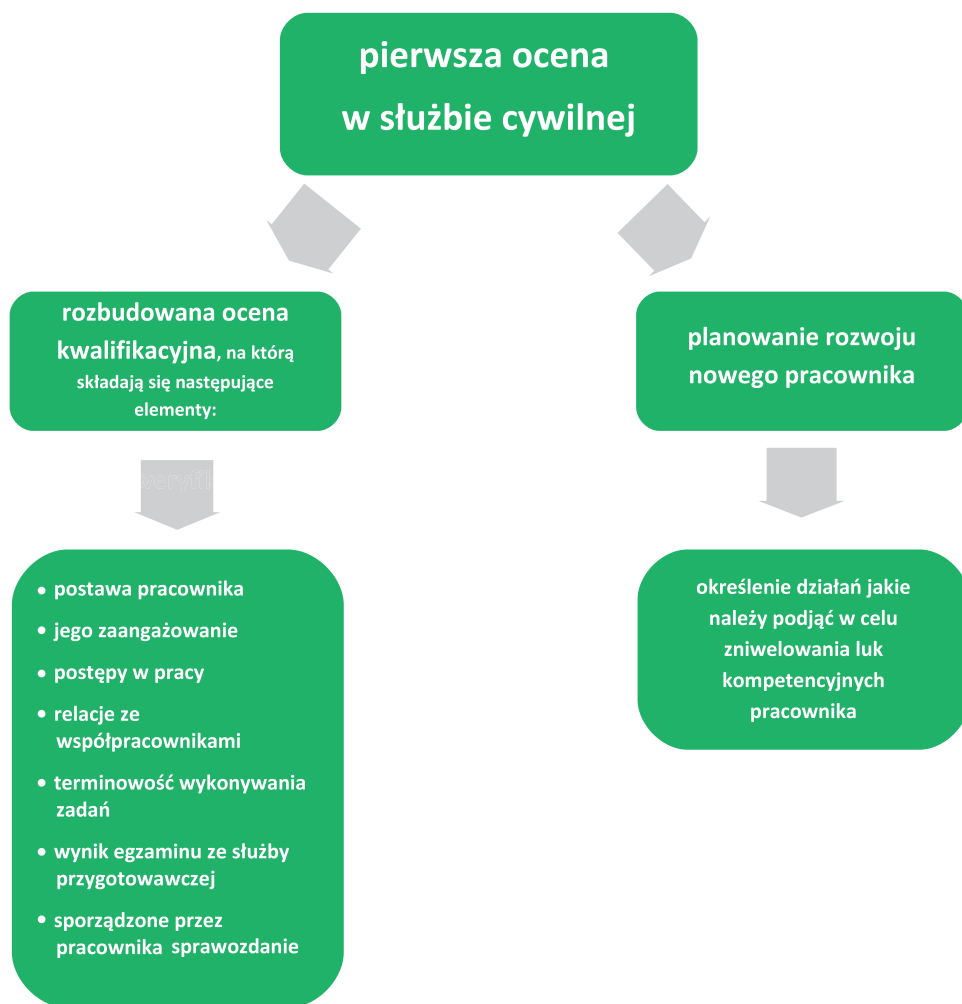 pierwsza ocena
w służbie cywilnej
rozbudowana ocena
kwalifikacyjna, na którą
składają się następujące
elementy:
planowanie rozwoju
nowego pracownika
• postawa pracownika
• jego zaangażowanie
• postępy w pracy
• relacje ze
współpracownikami
• terminowość wykonywania
zadań
• wynik egzaminu ze służby
przygotowawczej
• sporządzone przez
pracownika sprawozdanie
określenie działań jakie
należy podjąć w celu
zniwelowania luk
kompetencyjnych
pracownika